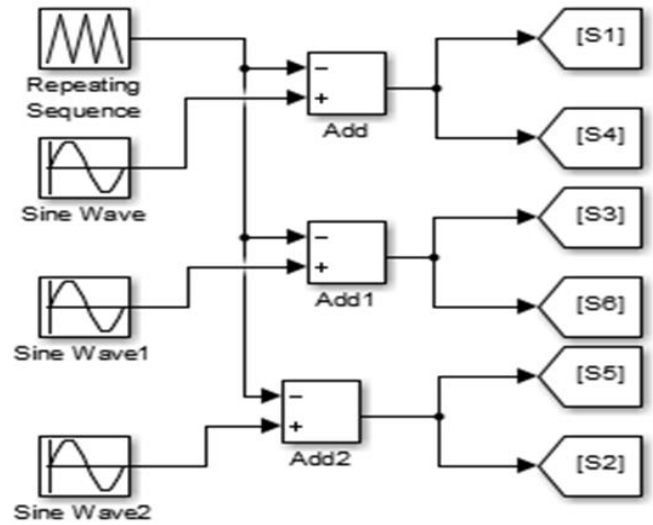 Repeating
Sequence
[S1]
−
+
Add
[S4]
Sine Wave
[S3]
−
+
Add1
[S6]
Sine Wave1
[S5]
−
+
Add2
[S2]
Sine Wave2